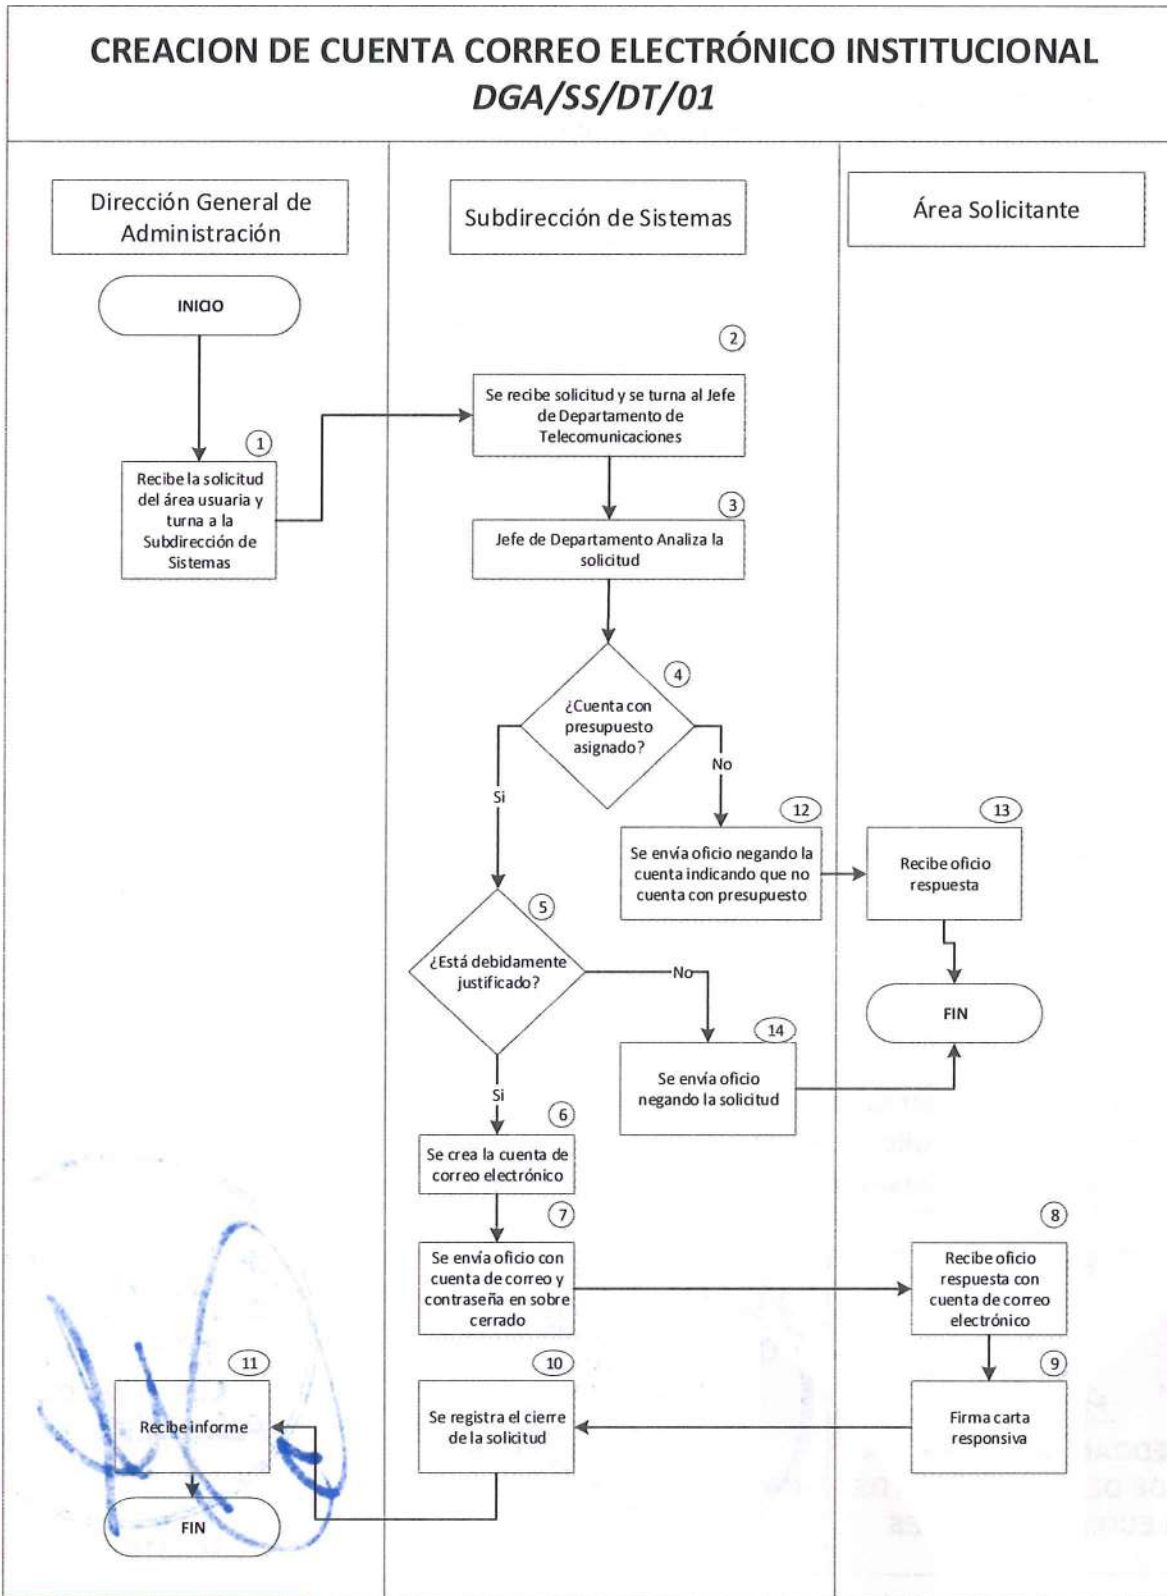 CREACION DE CUENTA CORREO ELECTRÓNICO INSTITUCIONAL
DGA/SS/DT/01
Dirección General de
Administración
Subdirección de Sistemas
Área Solicitante
INICIO
1
Recibe la solicitud
del área usuaria y
turna a la
Subdirección de
Sistemas
2
Se recibe solicitud y se turna al Jefe
de Departamento de
Telecomunicaciones
3
Jefe de Departamento Analiza la
solicitud
4
¿Cuenta con
presupuesto
asignado?
No
Si
12
Se envía oficio negando la
cuenta indicando que no
cuenta con presupuesto
13
Recibe oficio
respuesta
FIN
5
¿Está debidamente
justificado?
No
14
Se envía oficio
negando la solicitud
Si
6
Se crea la cuenta de
correo electrónico
7
Se envía oficio con
cuenta de correo y
contraseña en sobre
cerrado
8
Recibe oficio
respuesta con
cuenta de correo
electrónico
9
Firma carta
responsiva
10
Se registra el cierre
de la solicitud
11
Recibe informe
FIN